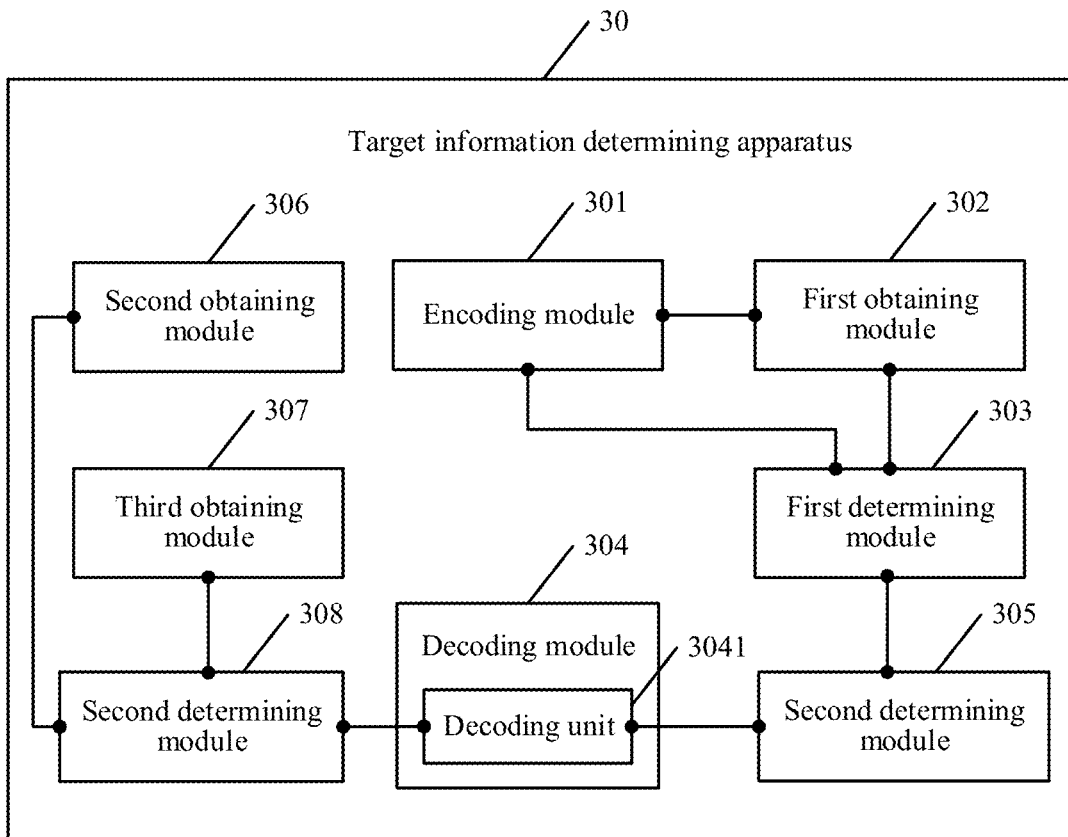 30
Target information determining apparatus
306
301
302
Second obtaining
module
Encoding module
First obtaining
module
307
303
Third obtaining
module
First determining
module
304
308
305
Decoding module
3041
Second determining
module
Decoding unit
Second determining
module